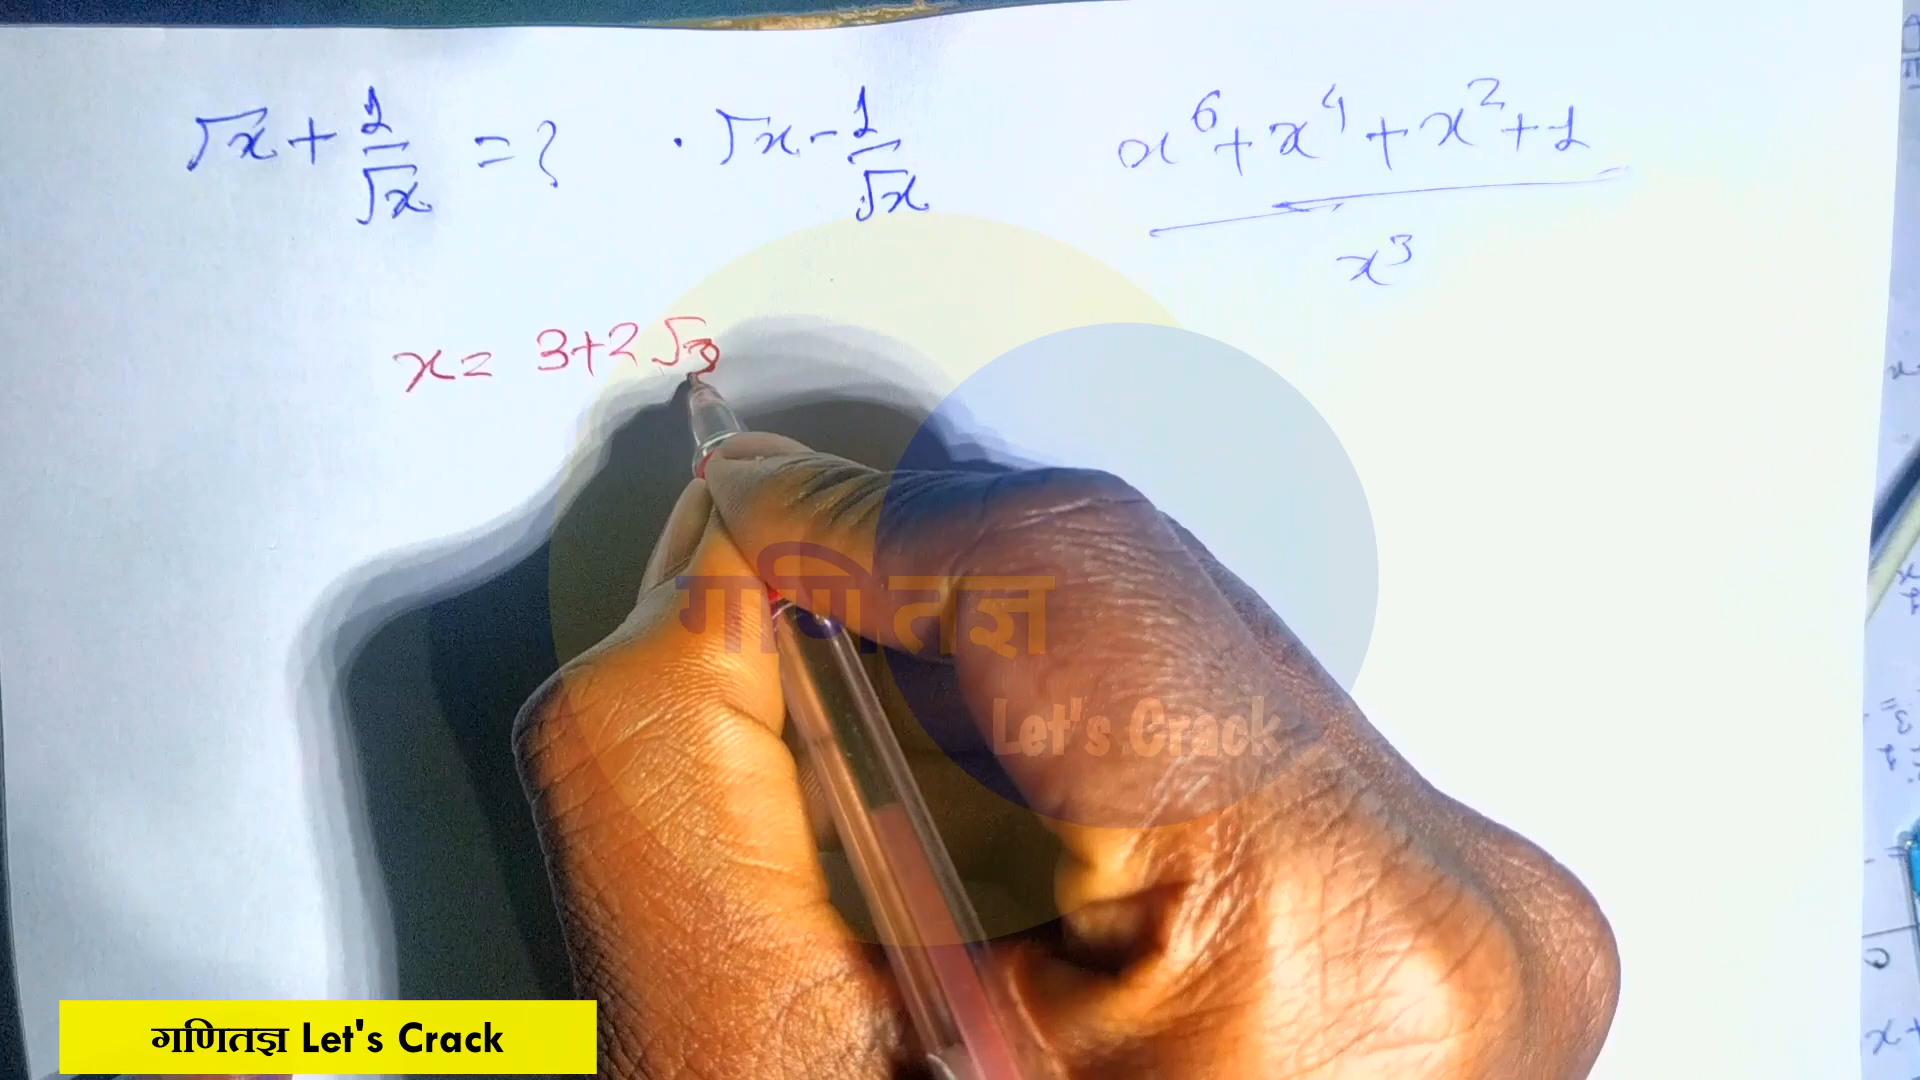 √x + 1/√x = ? · √x - 1/√x
x⁶ + x⁴ + x² + 1 / x³
x = 3+2√3
गणितज्ञ
Let's Crack
गणितज्ञ Let's Crack